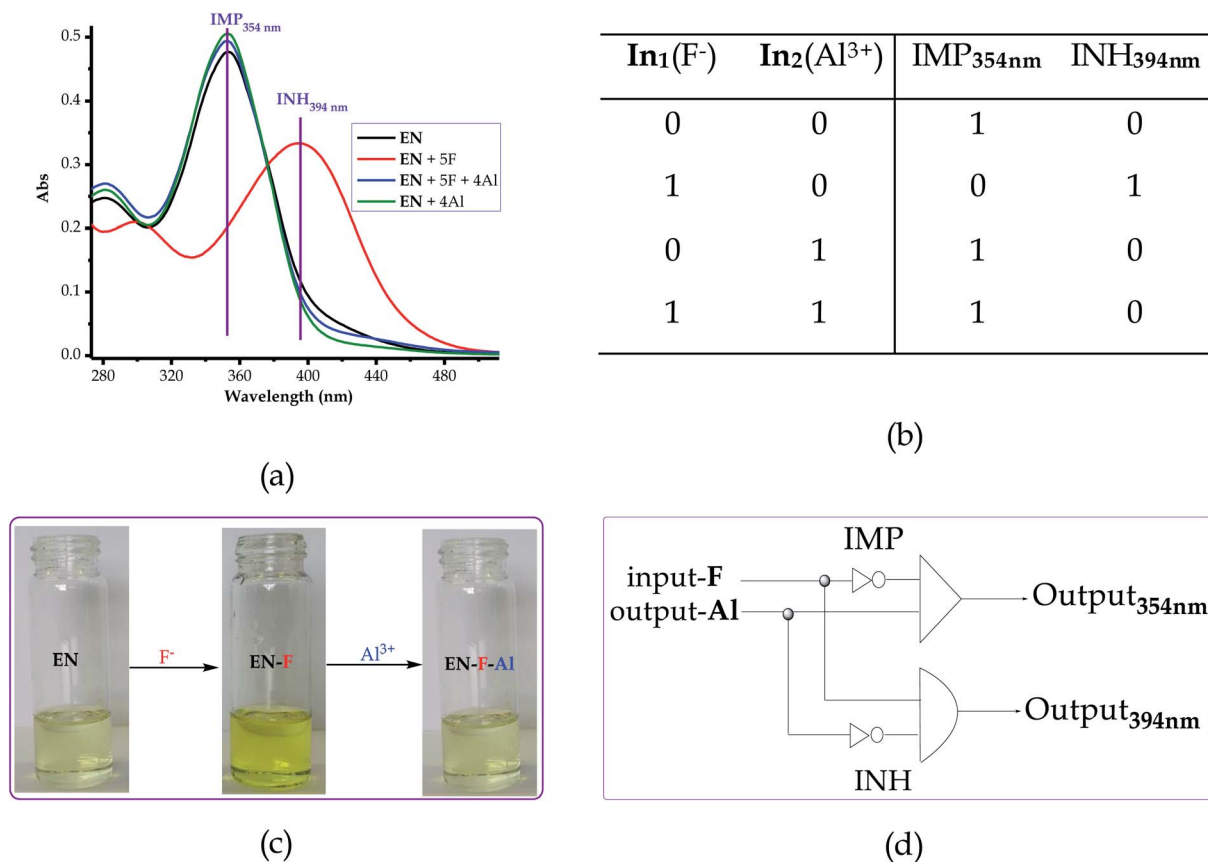 IMP354 nm
INH394 nm
0.5
0.4
0.3
0.2
0.1
0.0
Abs
280 320 360 400 440 480
Wavelength (nm)
EN
EN + 5F
EN + 5F + 4Al
EN + 4Al
(a)
In1(F-) In2(Al3+) IMP354nm INH394nm
0 0 1 0
1 0 0 1
0 1 1 0
1 1 1 0
(b)
EN
F-
EN-F
Al3+
EN-F-Al
(c)
IMP
input-F
output-Al
Output354nm
Output394nm
INH
(d)